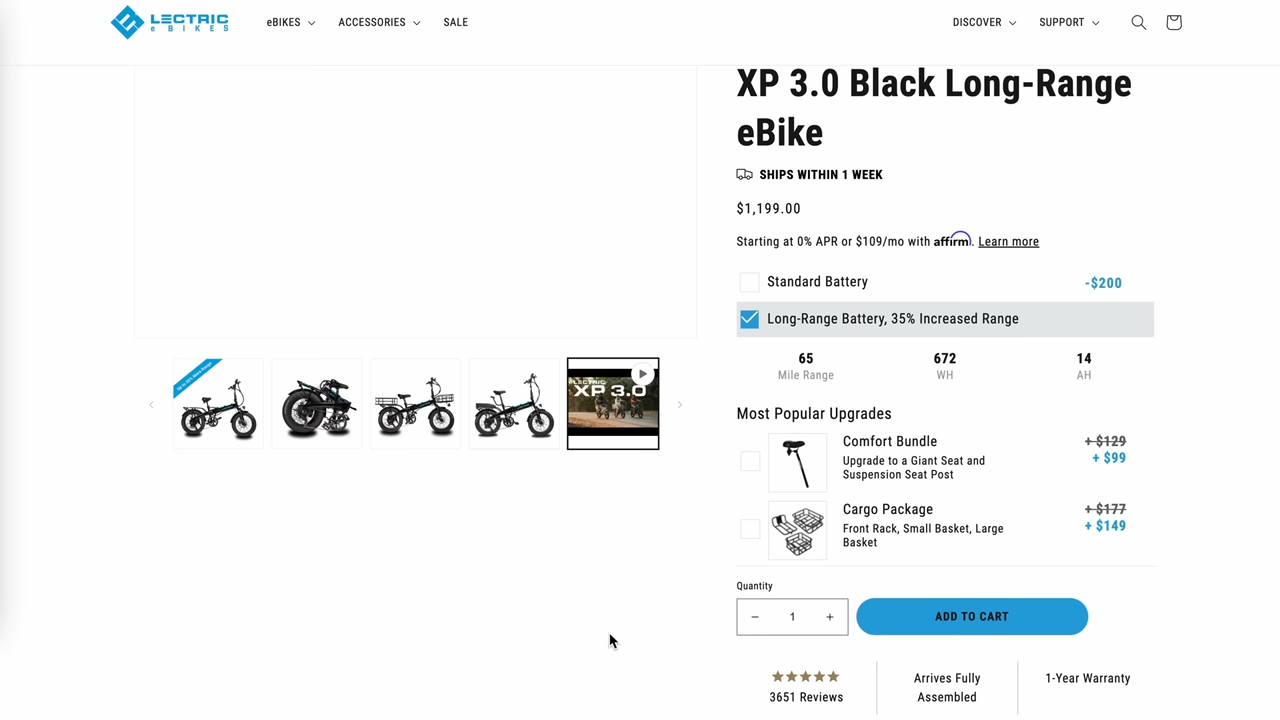 LECTRIC
eBIKES
eBIKES
ACCESSORIES
SALE
DISCOVER
SUPPORT
XP 3.0 Black Long-Range
eBike
SHIPS WITHIN 1 WEEK
$1,199.00
Starting at 0% APR or $109/mo with affirm. Learn more
Standard Battery
-$200
Long-Range Battery, 35% Increased Range
65
Mile Range
672
WH
14
AH
LECTRIC
XP 3.0
Most Popular Upgrades
Comfort Bundle
+ $129
Upgrade to a Giant Seat and
Suspension Seat Post
+ $99
Cargo Package
+ $177
Front Rack, Small Basket, Large
Basket
+ $149
Quantity
− 1 +
ADD TO CART
3651 Reviews
Arrives Fully
Assembled
1-Year Warranty